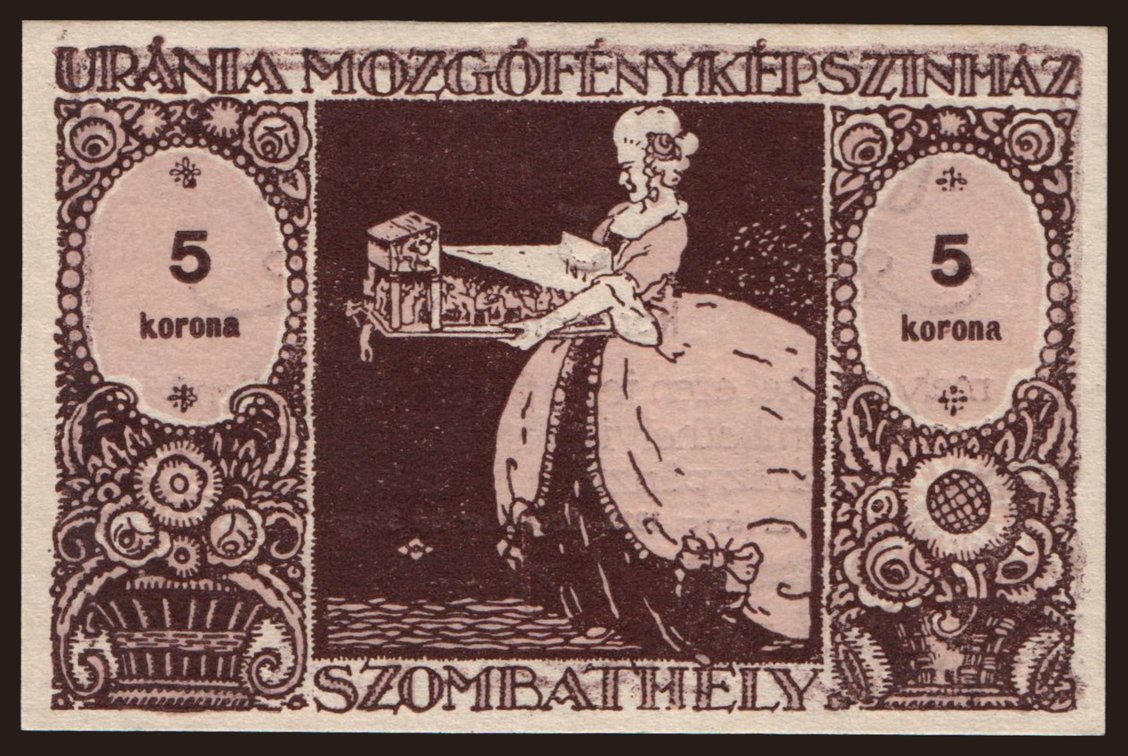 URÁNIA MOZGÓFÉNYKÉPSZINHÁZ
5
korona
5
korona
SZOMBATHELY